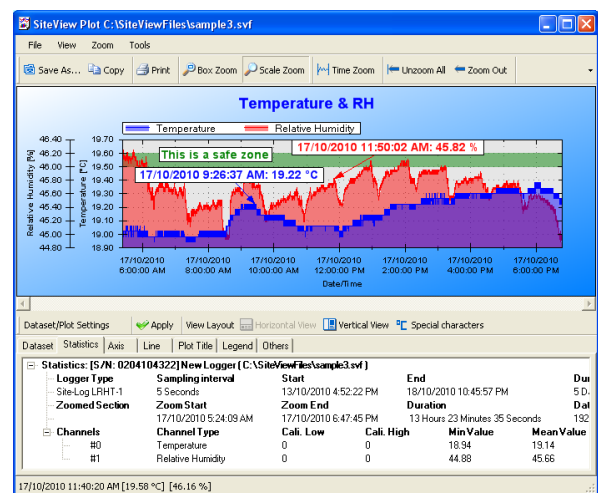 SiteView Plot C:\SiteViewFiles\sample3.svf
File View Zoom Tools
Save As... Copy Print Box Zoom Scale Zoom Time Zoom Unzoom All Zoom Out
Temperature & RH
Temperature Relative Humidity
46.40 19.70
46.20 19.60
46.00 19.50
45.80 19.40
45.60 19.30
45.40 19.20
45.20 19.10
45.00 19.00
44.80 18.90
Relative Humidity [%]
Temperature [°C]
This is a safe zone
17/10/2010 11:50:02 AM: 45.82 %
17/10/2010 9:26:37 AM: 19.22 °C
17/10/2010 17/10/2010 17/10/2010 17/10/2010 17/10/2010 17/10/2010 17/10/2010
6:00:00 AM 8:00:00 AM 10:00:00 AM 12:00:00 PM 2:00:00 PM 4:00:00 PM 6:00:00 PM
Date/Time
Dataset/Plot Settings Apply View Layout Horizontal View Vertical View °C Special characters
Dataset Statistics Axis Line Plot Title Legend Others
Statistics: [S/N: 0204104322] New Logger ( C:\SiteViewFiles\sample3.svf )
Logger Type Sampling interval Start End Dur
Site-Log LRHT-1 5 Seconds 13/10/2010 4:52:22 PM 18/10/2010 10:45:57 PM 5 D
Zoomed Section Zoom Start Zoom End Duration Dat
17/10/2010 5:24:09 AM 17/10/2010 6:47:45 PM 13 Hours 23 Minutes 35 Seconds 192
Channels Channel Type Cali. Low Cali. High Min Value Mean Value
#0 Temperature 0 0 18.94 19.14
#1 Relative Humidity 0 0 44.88 45.66
17/10/2010 11:40:20 AM [19.58 °C] [46.16 %]